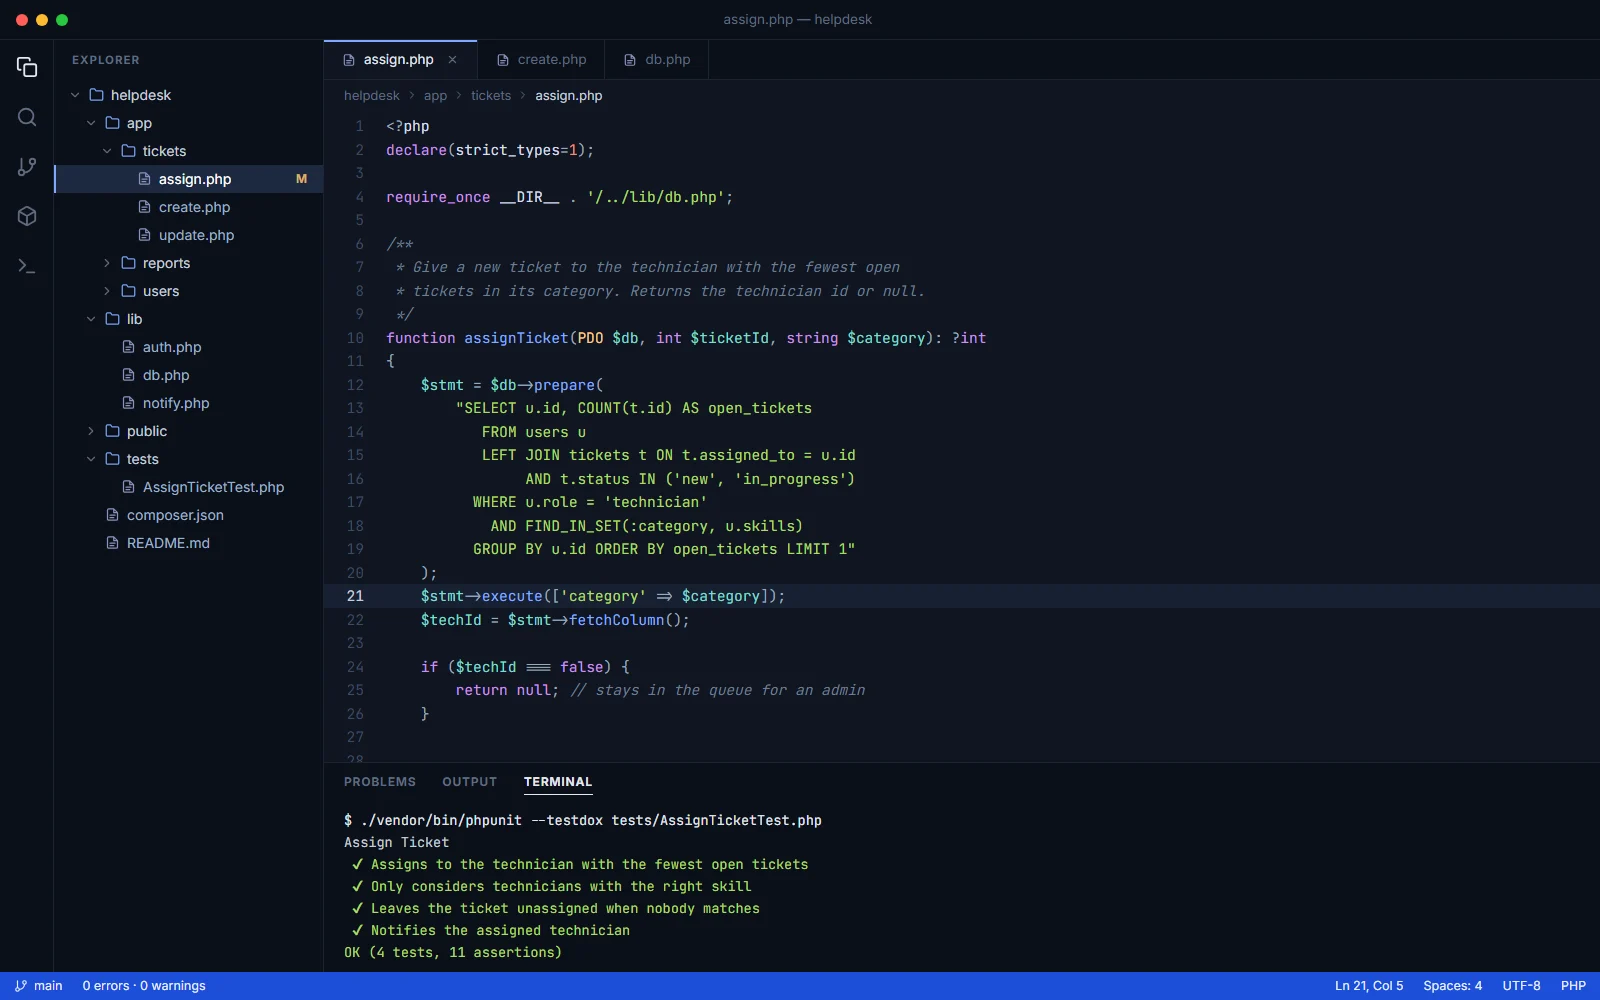 assign.php — helpdesk
EXPLORER
helpdesk
app
tickets
assign.php M
create.php
update.php
reports
users
lib
auth.php
db.php
notify.php
public
tests
AssignTicketTest.php
composer.json
README.md
assign.php × create.php db.php
helpdesk > app > tickets > assign.php
1 <?php
2 declare(strict_types=1);
3
4 require_once __DIR__ . '/../lib/db.php';
5
6 /**
7 * Give a new ticket to the technician with the fewest open
8 * tickets in its category. Returns the technician id or null.
9 */
10 function assignTicket(PDO $db, int $ticketId, string $category): ?int
11 {
12 $stmt = $db->prepare(
13 "SELECT u.id, COUNT(t.id) AS open_tickets
14 FROM users u
15 LEFT JOIN tickets t ON t.assigned_to = u.id
16 AND t.status IN ('new', 'in_progress')
17 WHERE u.role = 'technician'
18 AND FIND_IN_SET(:category, u.skills)
19 GROUP BY u.id ORDER BY open_tickets LIMIT 1"
20 );
21 $stmt->execute(['category' => $category]);
22 $techId = $stmt->fetchColumn();
23
24 if ($techId === false) {
25 return null; // stays in the queue for an admin
26 }
27
28
PROBLEMS OUTPUT TERMINAL
$ ./vendor/bin/phpunit --testdox tests/AssignTicketTest.php
Assign Ticket
✓ Assigns to the technician with the fewest open tickets
✓ Only considers technicians with the right skill
✓ Leaves the ticket unassigned when nobody matches
✓ Notifies the assigned technician
OK (4 tests, 11 assertions)
main 0 errors · 0 warnings Ln 21, Col 5 Spaces: 4 UTF-8 PHP